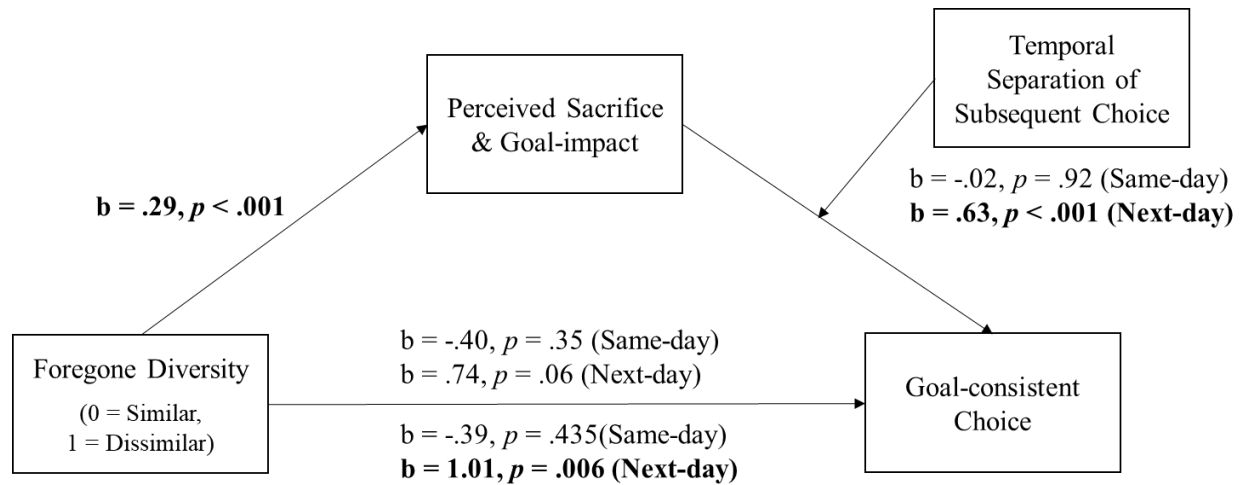 Temporal
Separation of
Subsequent Choice
Perceived Sacrifice
& Goal-impact
b = -.02, p = .92 (Same-day)
b = .63, p < .001 (Next-day)
b = .29, p < .001
b = -.40, p = .35 (Same-day)
b = .74, p = .06 (Next-day)
Foregone Diversity
(0 = Similar,
1 = Dissimilar)
Goal-consistent
Choice
b = -.39, p = .435(Same-day)
b = 1.01, p = .006 (Next-day)